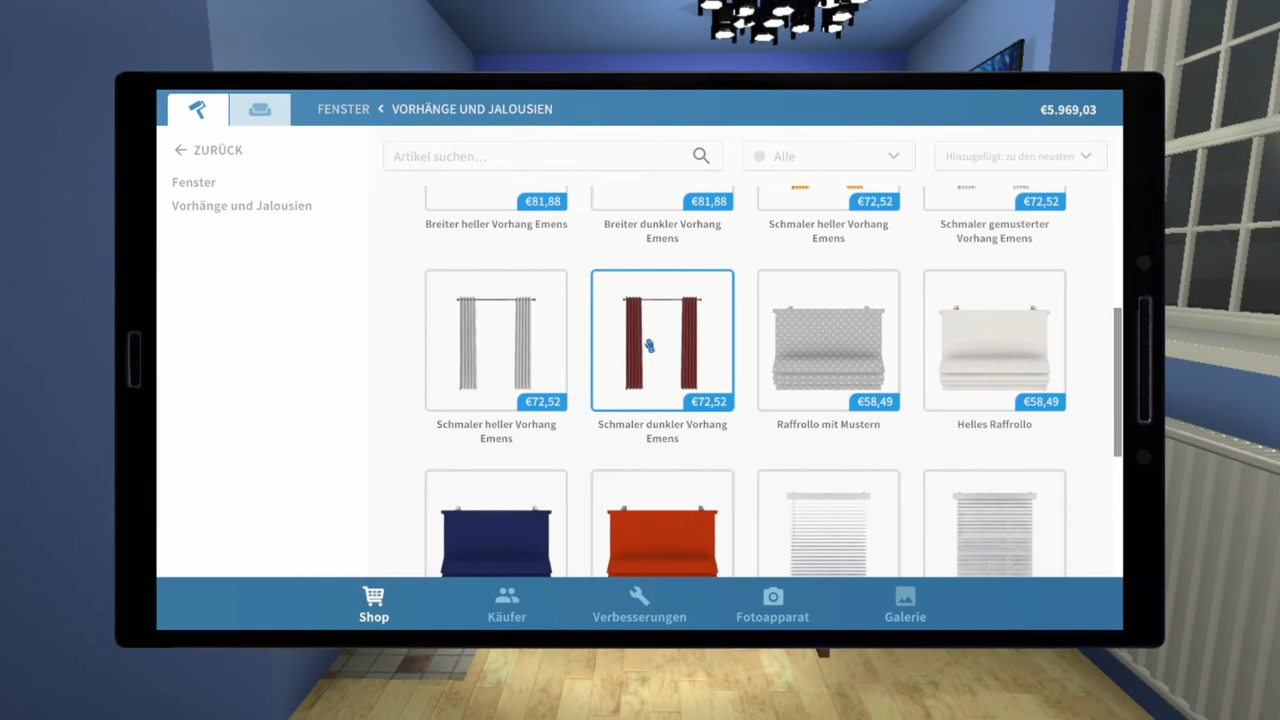 FENSTER < VORHÄNGE UND JALOUSIEN
€5.969,03
ZURÜCK
Fenster
Vorhänge und Jalousien
Artikel suchen...
Alle
Hinzugefügt: zu den neusten
€81,88
€81,88
€72,52
€72,52
Breiter heller Vorhang Emens
Breiter dunkler Vorhang
Emens
Schmaler heller Vorhang
Emens
Schmaler gemusterter
Vorhang Emens
€72,52
€72,52
€58,49
€58,49
Schmaler heller Vorhang
Emens
Schmaler dunkler Vorhang
Emens
Raffrollo mit Mustern
Helles Raffrollo
Shop
Käufer
Verbesserungen
Fotoapparat
Galerie